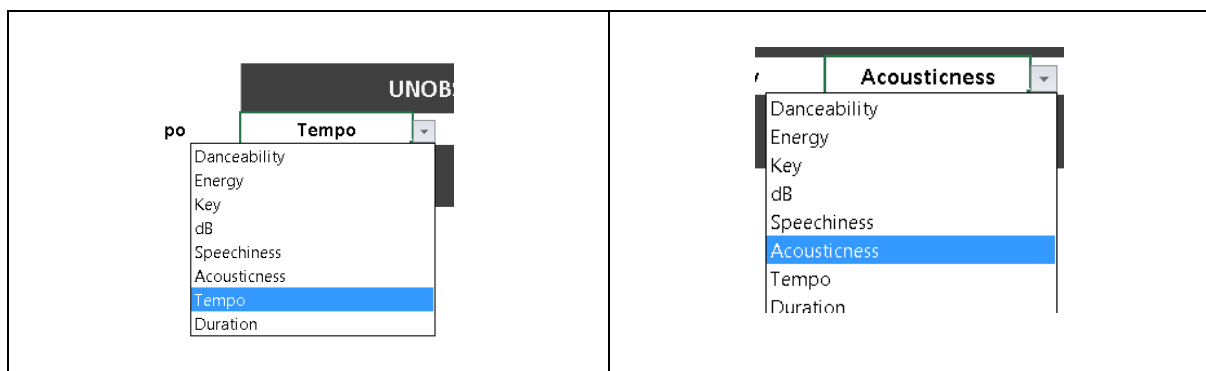 UNOB
po
Tempo
Danceability
Energy
Key
dB
Speechiness
Acousticness
Tempo
Duration
Acousticness
Danceability
Energy
Key
dB
Speechiness
Acousticness
Tempo
Duration